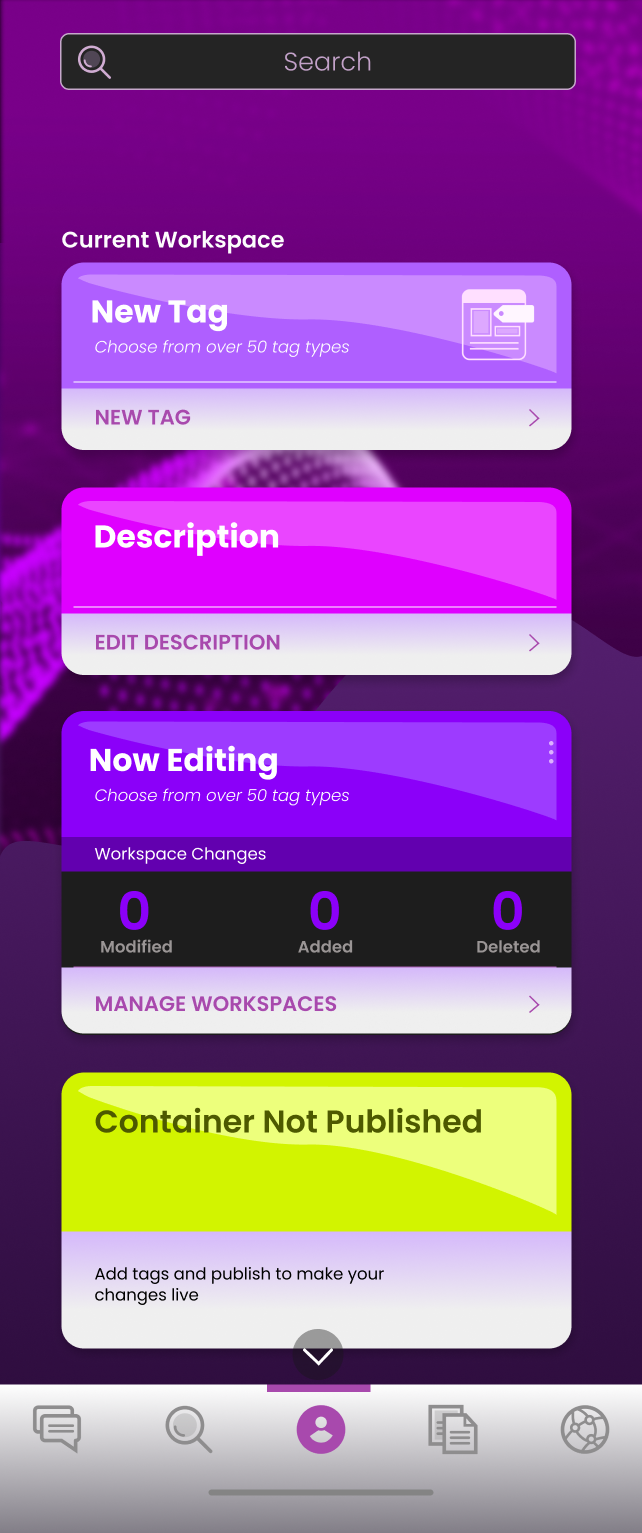 Search
Current Workspace
New Tag
Choose from over 50 tag types
NEW TAG
Description
EDIT DESCRIPTION
Now Editing
Choose from over 50 tag types
Workspace Changes
0 0 0
Modified Added Deleted
MANAGE WORKSPACES
Container Not Published
Add tags and publish to make your
changes live